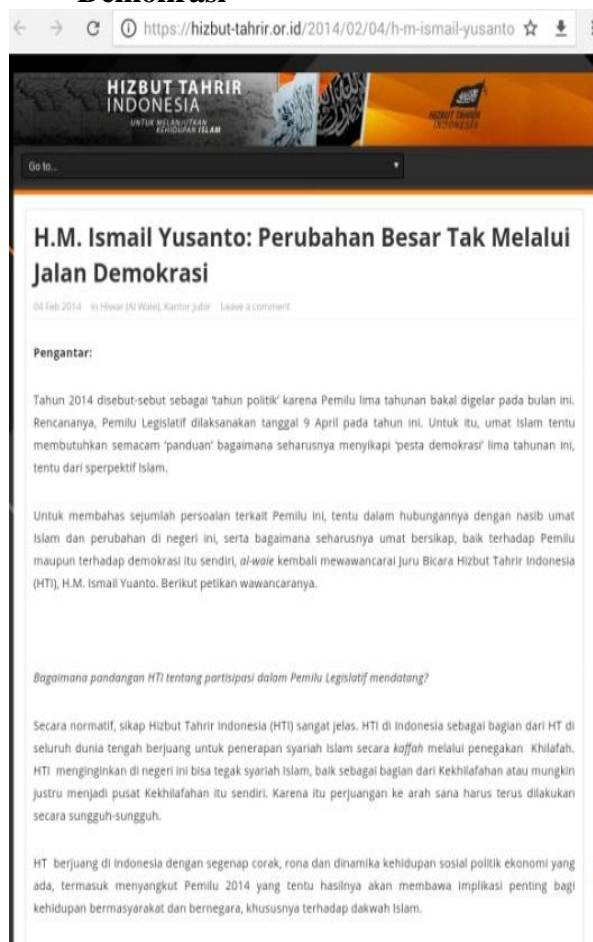 Demokrasi
https://hizbut-tahrir.or.id/2014/02/04/h-m-ismail-yusanto
HIZBUT TAHRIR
INDONESIA
UNTUK MELANJUTKAN
KEHIDUPAN ISLAM
HIZBUT TAHRIR
INDONESIA
Go to...
H.M. Ismail Yusanto: Perubahan Besar Tak Melalui
Jalan Demokrasi
04 Feb 2014 in Hiwar (Al Waie), Kantor Jubir Leave a comment
Pengantar:
Tahun 2014 disebut-sebut sebagai 'tahun politik' karena Pemilu lima tahunan bakal digelar pada bulan ini.
Rencananya, Pemilu Legislatif dilaksanakan tanggal 9 April pada tahun ini. Untuk itu, umat Islam tentu
membutuhkan semacam 'panduan' bagaimana seharusnya menyikapi 'pesta demokrasi' lima tahunan ini,
tentu dari sperpektif Islam.
Untuk membahas sejumlah persoalan terkait Pemilu ini, tentu dalam hubungannya dengan nasib umat
Islam dan perubahan di negeri ini, serta bagaimana seharusnya umat bersikap, baik terhadap Pemilu
maupun terhadap demokrasi itu sendiri, al-waie kembali mewawancarai Juru Bicara Hizbut Tahrir Indonesia
(HTI), H.M. Ismail Yuanto. Berikut petikan wawancaranya.
Bagaimana pandangan HTI tentang partisipasi dalam Pemilu Legislatif mendatang?
Secara normatif, sikap Hizbut Tahrir Indonesia (HTI) sangat jelas. HTI di Indonesia sebagai bagian dari HT di
seluruh dunia tengah berjuang untuk penerapan syariah Islam secara kaffah melalui penegakan Khilafah.
HTI menginginkan di negeri ini bisa tegak syariah Islam, baik sebagai bagian dari Kekhilafahan atau mungkin
justru menjadi pusat Kekhilafahan itu sendiri. Karena itu perjuangan ke arah sana harus terus dilakukan
secara sungguh-sungguh.
HT berjuang di Indonesia dengan segenap corak, rona dan dinamika kehidupan sosial politik ekonomi yang
ada, termasuk menyangkut Pemilu 2014 yang tentu hasilnya akan membawa implikasi penting bagi
kehidupan bermasyarakat dan bernegara, khususnya terhadap dakwah Islam.